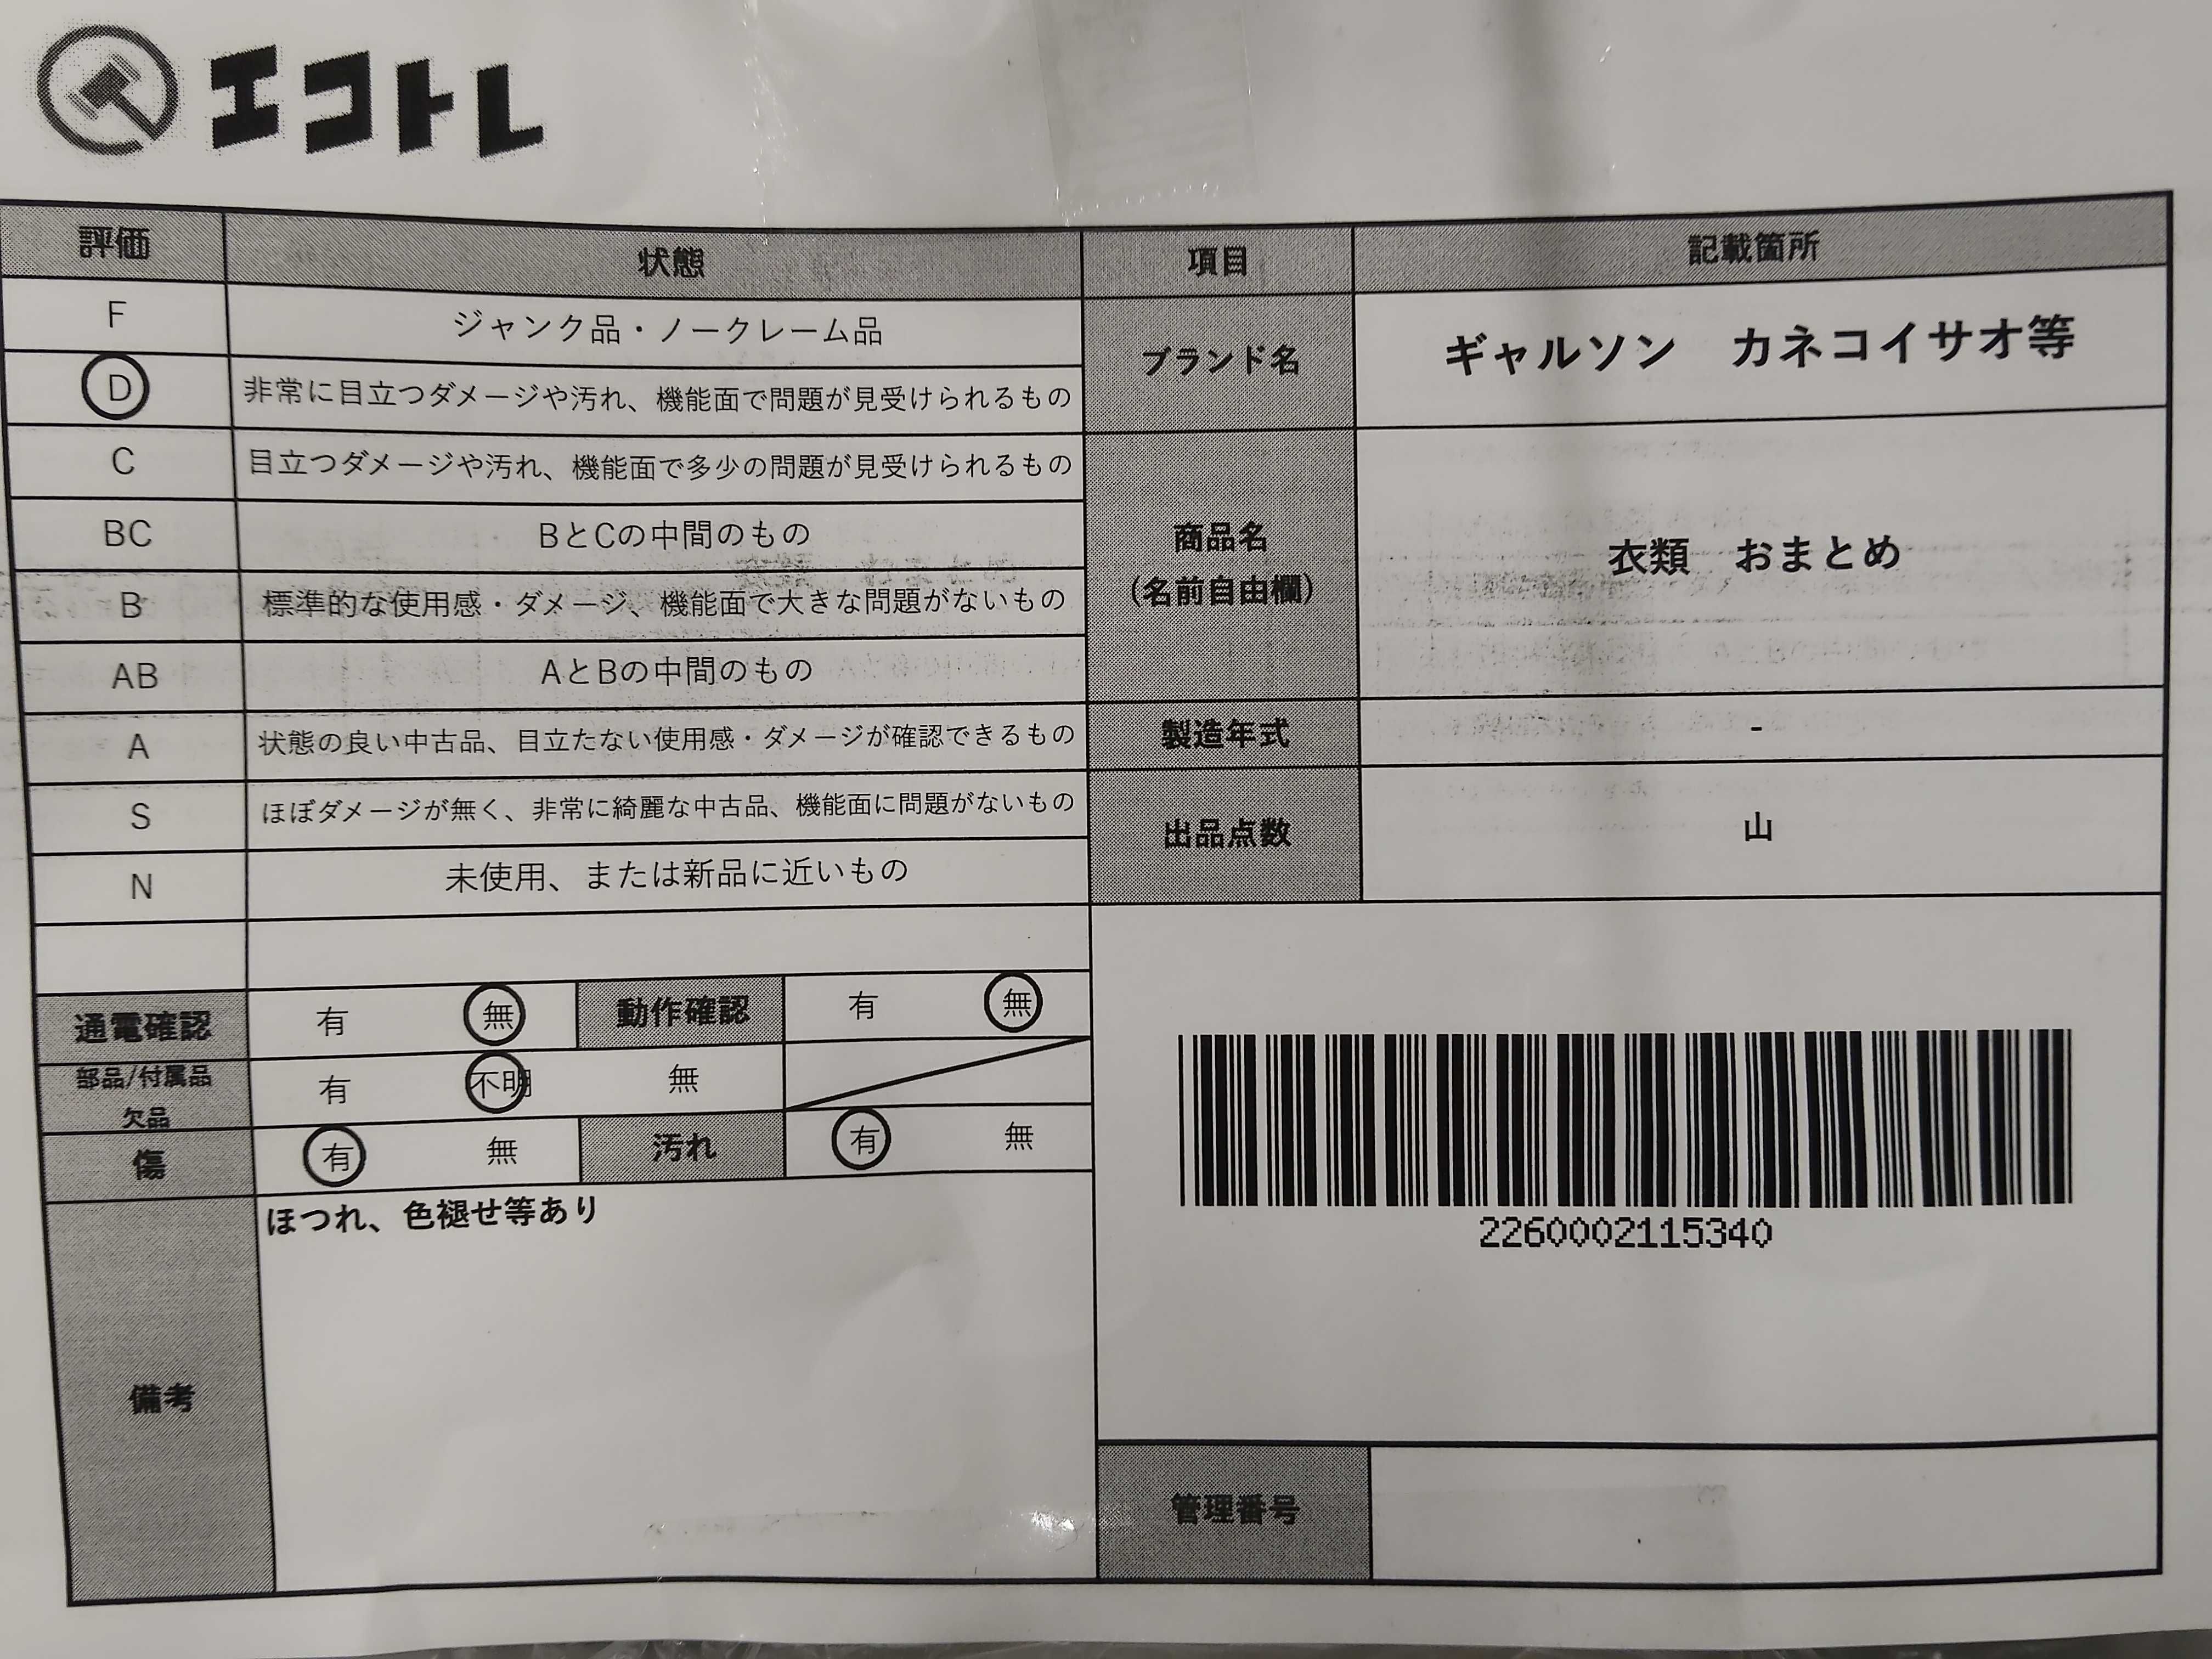 エコトレ
評価 状態 項目 記載箇所
F ジャンク品・ノークレーム品
D 非常に目立つダメージや汚れ、機能面で問題が見受けられるもの
C 目立つダメージや汚れ、機能面で多少の問題が見受けられるもの
BC BとCの中間のもの
B 標準的な使用感・ダメージ、機能面で大きな問題がないもの
AB AとBの中間のもの
A 状態の良い中古品、目立たない使用感・ダメージが確認できるもの
S ほぼダメージが無く、非常に綺麗な中古品、機能面に問題がないもの
N 未使用、または新品に近いもの
ブランド名 ギャルソン カネコイサオ等
商品名
(名前自由欄)
衣類 おまとめ
製造年式 -
出品点数 山
通電確認 有 無 動作確認 有 無
部品/付属品
欠品
有 不明 無
傷 有 無 汚れ 有 無
備考 ほつれ、色褪せ等あり
2260002115340
管理番号